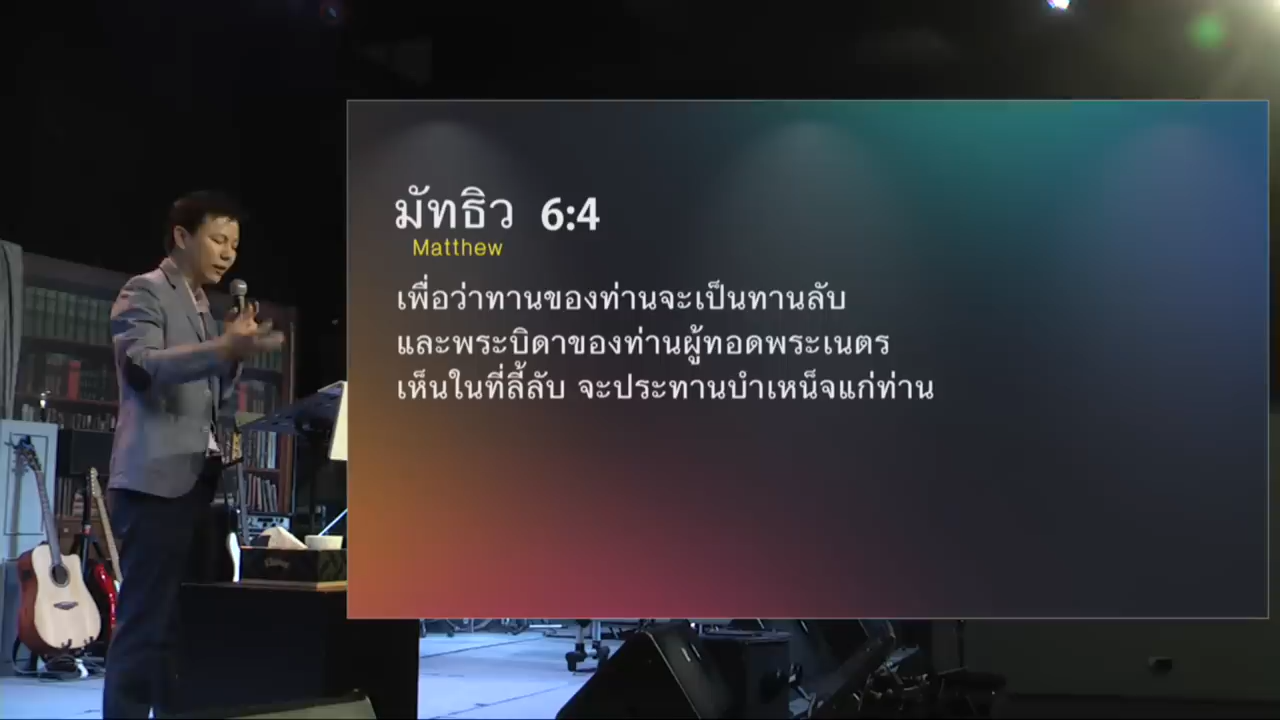 มัทธิว 6:4
Matthew
เพื่อว่าทานของท่านจะเป็นทานลับ
และพระบิดาของท่านผู้ทอดพระเนตร
เห็นในที่ลี้ลับ จะประทานบำเหน็จแก่ท่าน